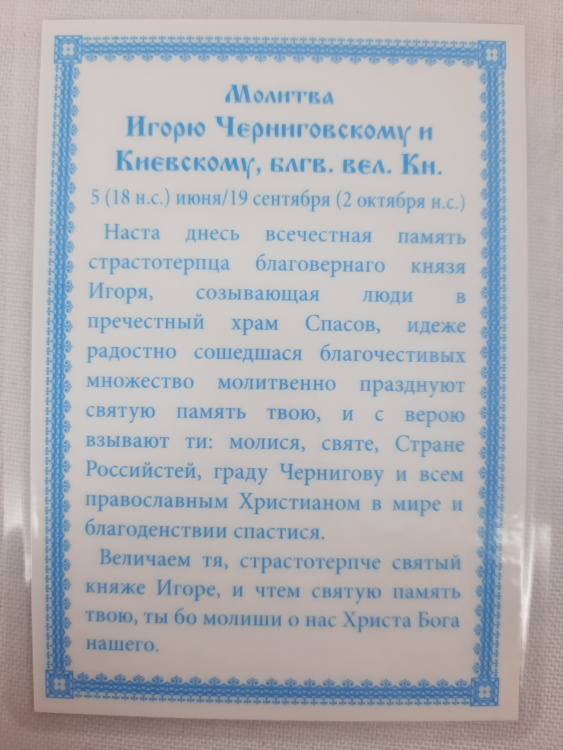 Молитва
Игорю Черниговскому и
Киевскому, блгв. вел. Кн.
5 (18 н.с.) июня/19 сентября (2 октября н.с.)
Наста днесь всечестная память
страстотерпца благовернаго князя
Игоря, созывающая люди в
пречестный храм Спасов, идеже
радостно сошедшася благочестивых
множество молитвенно празднуют
святую память твою, и с верою
взывают ти: молися, святе, Стране
Российстей, граду Чернигову и всем
православным Христианом в мире и
благоденствии спастися.
Величаем тя, страстотерпче святый
княже Игоре, и чтем святую память
твою, ты бо молиши о нас Христа Бога
нашего.